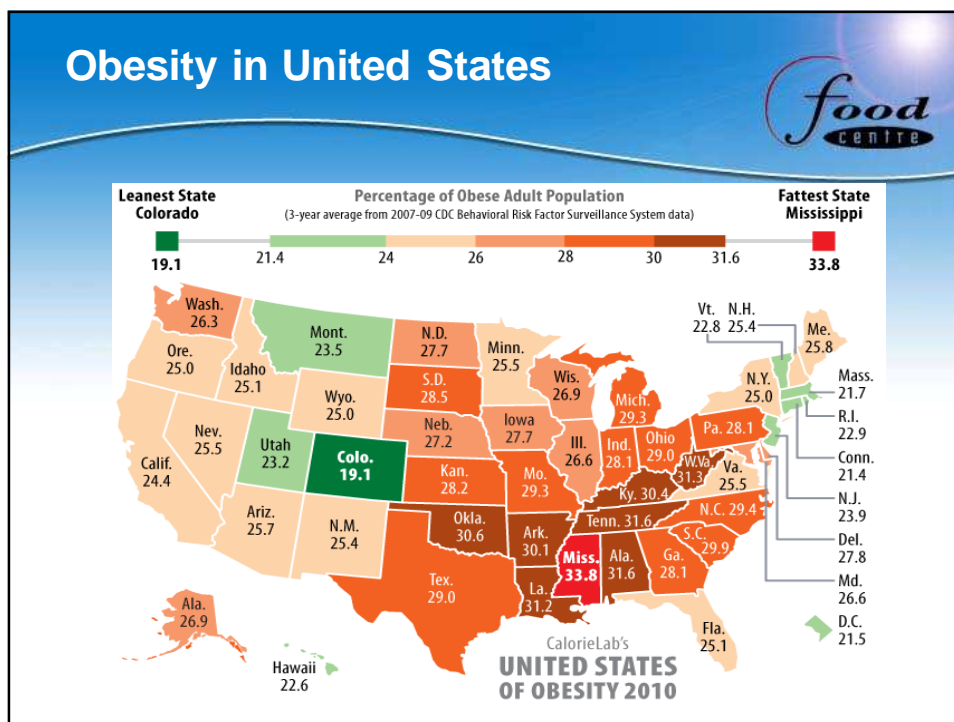 Obesity in United States
food
centre
Leanest State
Colorado
Percentage of Obese Adult Population
(3-year average from 2007-09 CDC Behavioral Risk Factor Surveillance System data)
Fattest State
Mississippi
19.1
21.4
24
26
28
30
31.6
33.8
Wash.
26.3
Ore.
25.0
Idaho
25.1
Mont.
23.5
N.D.
27.7
Minn.
25.5
Vt.
22.8
N.H.
25.4
Me.
25.8
S.D.
28.5
Wis.
26.9
Mich.
29.3
N.Y.
25.0
Mass.
21.7
R.I.
22.9
Conn.
21.4
N.J.
23.9
Del.
27.8
Md.
26.6
D.C.
21.5
Wyo.
25.0
Nev.
25.5
Utah
23.2
Colo.
19.1
Neb.
27.2
Iowa
27.7
Ill.
26.6
Ind.
28.1
Ohio
29.0
Pa. 28.1
W.Va.
31.3
Va.
25.5
Calif.
24.4
Kan.
28.2
Mo.
29.3
Ky. 30.4
N.C. 29.4
Ariz.
25.7
N.M.
25.4
Okla.
30.6
Ark.
30.1
Tenn. 31.6
S.C.
29.9
Tex.
29.0
La.
31.2
Miss.
33.8
Ala.
31.6
Ga.
28.1
Fla.
25.1
Ala.
26.9
Hawaii
22.6
CalorieLab's
UNITED STATES
OF OBESITY 2010